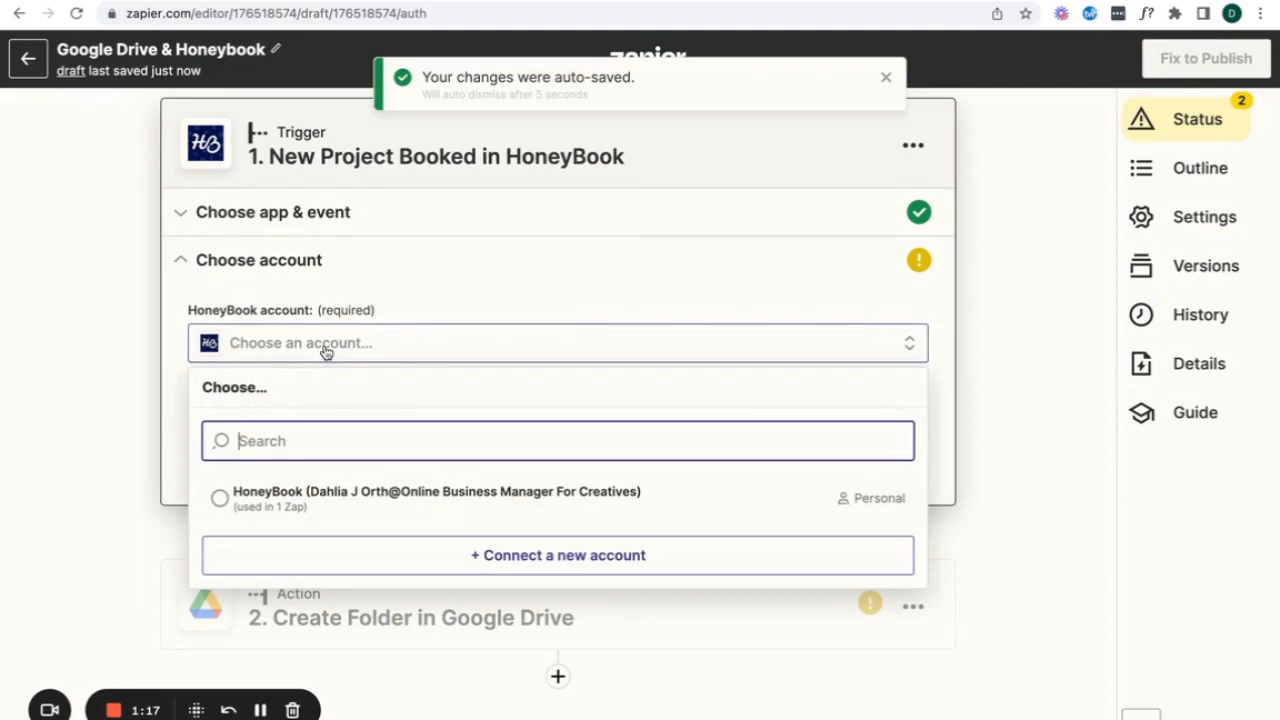 zapier.com/editor/176518574/draft/176518574/auth
D
Google Drive & Honeybook
draft last saved just now
zapier
Fix to Publish
Your changes were auto-saved.
Will auto dismiss after 5 seconds
HB
Trigger
1. New Project Booked in HoneyBook
2
Status
Outline
Settings
Versions
History
Details
Guide
Choose app & event
Choose account
HoneyBook account: (required)
Choose an account...
Choose...
Search
HoneyBook (Dahlia J Orth@Online Business Manager For Creatives)
(used in 1 Zap)
Personal
+ Connect a new account
Action
2. Create Folder in Google Drive
1:17